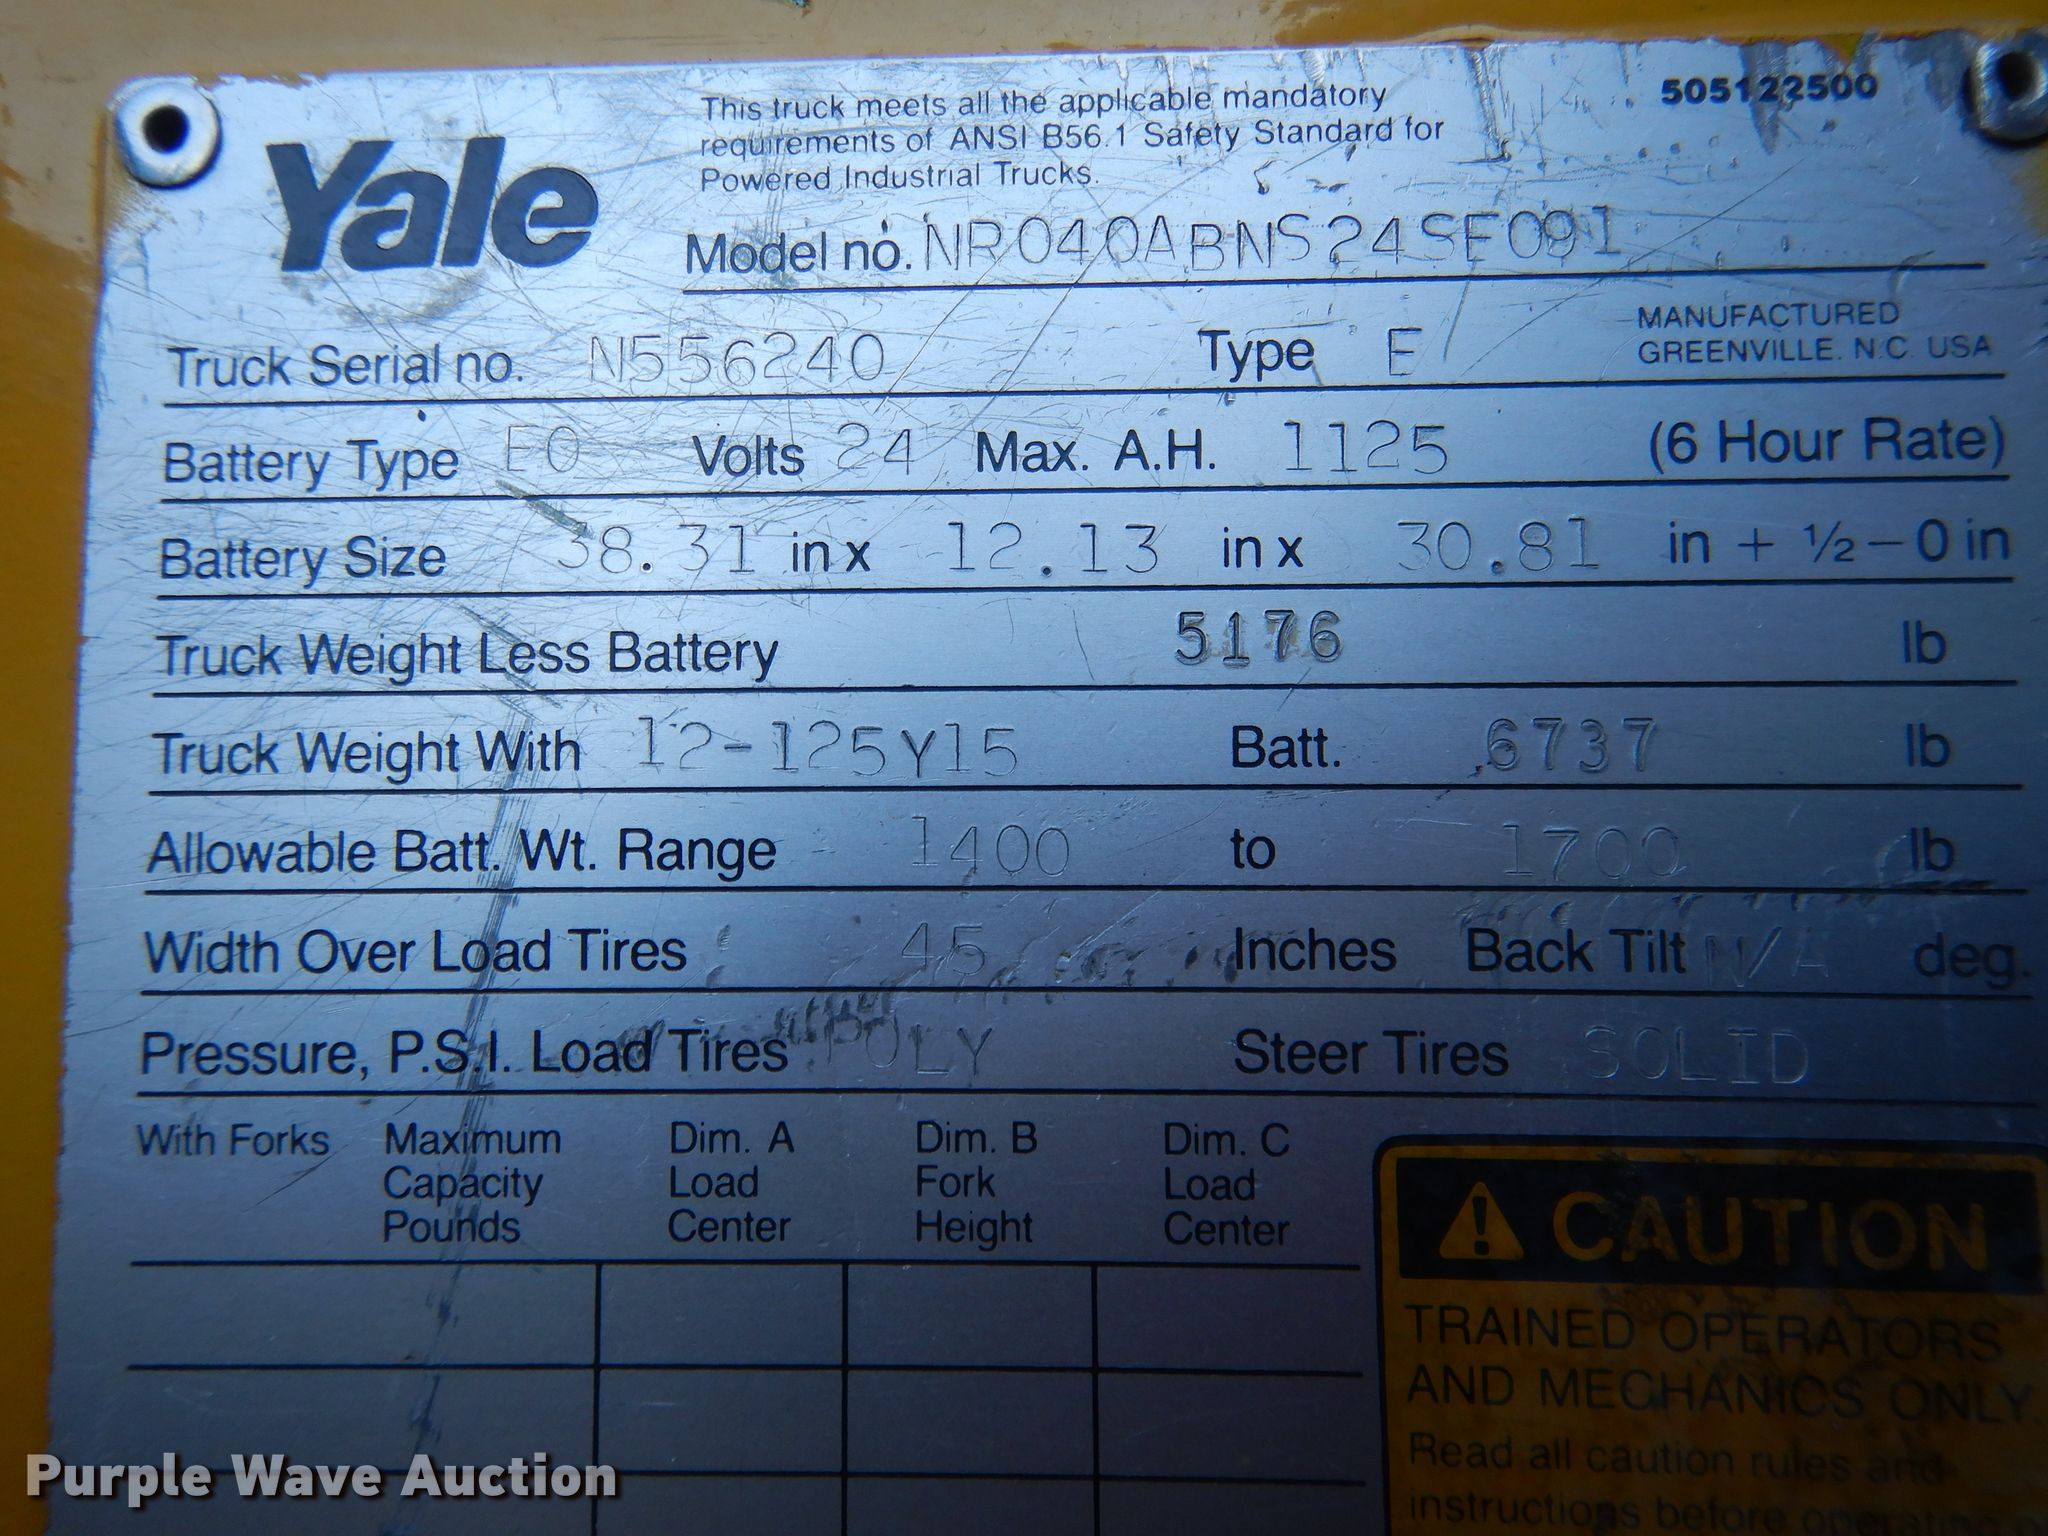 505122500
This truck meets all the applicable mandatory
requirements of ANSI B56.1 Safety Standard for
Powered Industrial Trucks.
Yale
Model no. NR040ABNS24SE091
Truck Serial no. N556240 Type E
MANUFACTURED
GREENVILLE. N.C. USA
Battery Type EO Volts 24 Max. A.H. 1125 (6 Hour Rate)
Battery Size 38.31 in x 12.13 in x 30.81 in + ½ – 0 in
Truck Weight Less Battery 5176 lb
Truck Weight With 12-125Y15 Batt. 6737 lb
Allowable Batt. Wt. Range 1400 to 1700 lb
Width Over Load Tires 45 Inches Back Tilt N/A deg.
Pressure, P.S.I. Load Tires POLY Steer Tires SOLID
With Forks Maximum Dim. A Dim. B Dim. C
Capacity Load Fork Load
Pounds Center Height Center
CAUTION
TRAINED OPERATORS
AND MECHANICS ONLY.
Read all caution rules and
instructions before operating
Purple Wave Auction